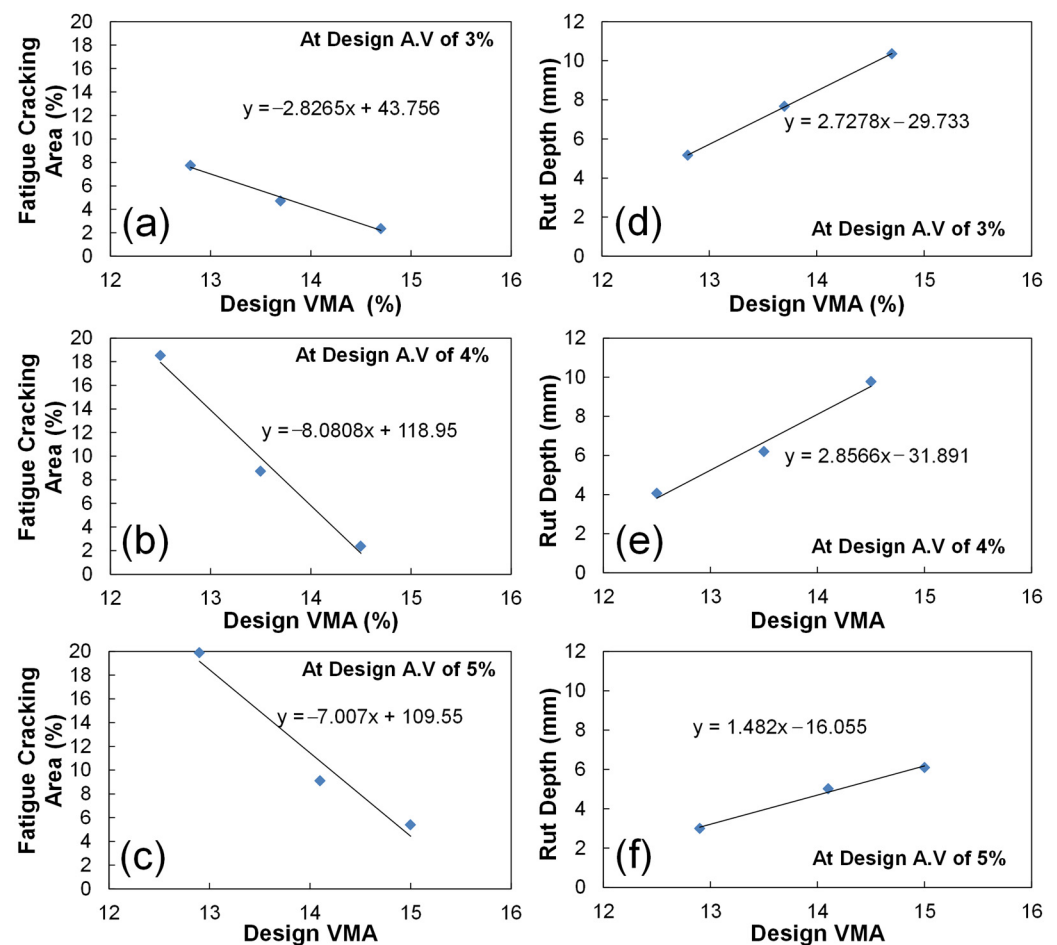 Fatigue Cracking
Area (%)
20
18
16
14
12
10
8
6
4
2
0
At Design A.V of 3%
y =−2.8265x + 43.756
(a)
12 13 14 15 16
Design VMA (%)
Rut Depth (mm)
12
10
8
6
4
2
0
y = 2.7278x − 29.733
(d)
At Design A.V of 3%
12 13 14 15 16
Design VMA (%)
Fatigue Cracking
Area (%)
20
18
16
14
12
10
8
6
4
2
0
At Design A.V of 4%
y =−8.0808x + 118.95
(b)
12 13 14 15 16
Design VMA (%)
Rut Depth (mm)
12
10
8
6
4
2
0
y = 2.8566x − 31.891
(e)
At Design A.V of 4%
12 13 14 15 16
Design VMA
Fatigue Cracking
Area (%)
20
18
16
14
12
10
8
6
4
2
0
At Design A.V of 5%
y =−7.007x + 109.55
(c)
12 13 14 15 16
Design VMA
Rut Depth (mm)
12
10
8
6
4
2
0
y = 1.482x − 16.055
(f)
At Design A.V of 5%
12 13 14 15 16
Design VMA